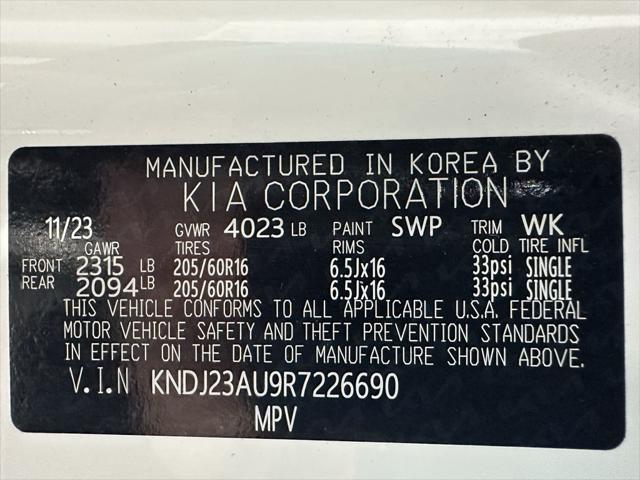 MANUFACTURED IN KOREA BY
KIA CORPORATION
11/23 GVWR 4023 LB PAINT SWP TRIM WK
GAWR TIRES RIMS COLD TIRE INFL
FRONT 2315 LB 205/60R16 6.5Jx16 33psi SINGLE
REAR 2094 LB 205/60R16 6.5Jx16 33psi SINGLE
THIS VEHICLE CONFORMS TO ALL APPLICABLE U.S.A. FEDERAL
MOTOR VEHICLE SAFETY AND THEFT PREVENTION STANDARDS
IN EFFECT ON THE DATE OF MANUFACTURE SHOWN ABOVE.
V.I.N KNDJ23AU9R7226690
MPV